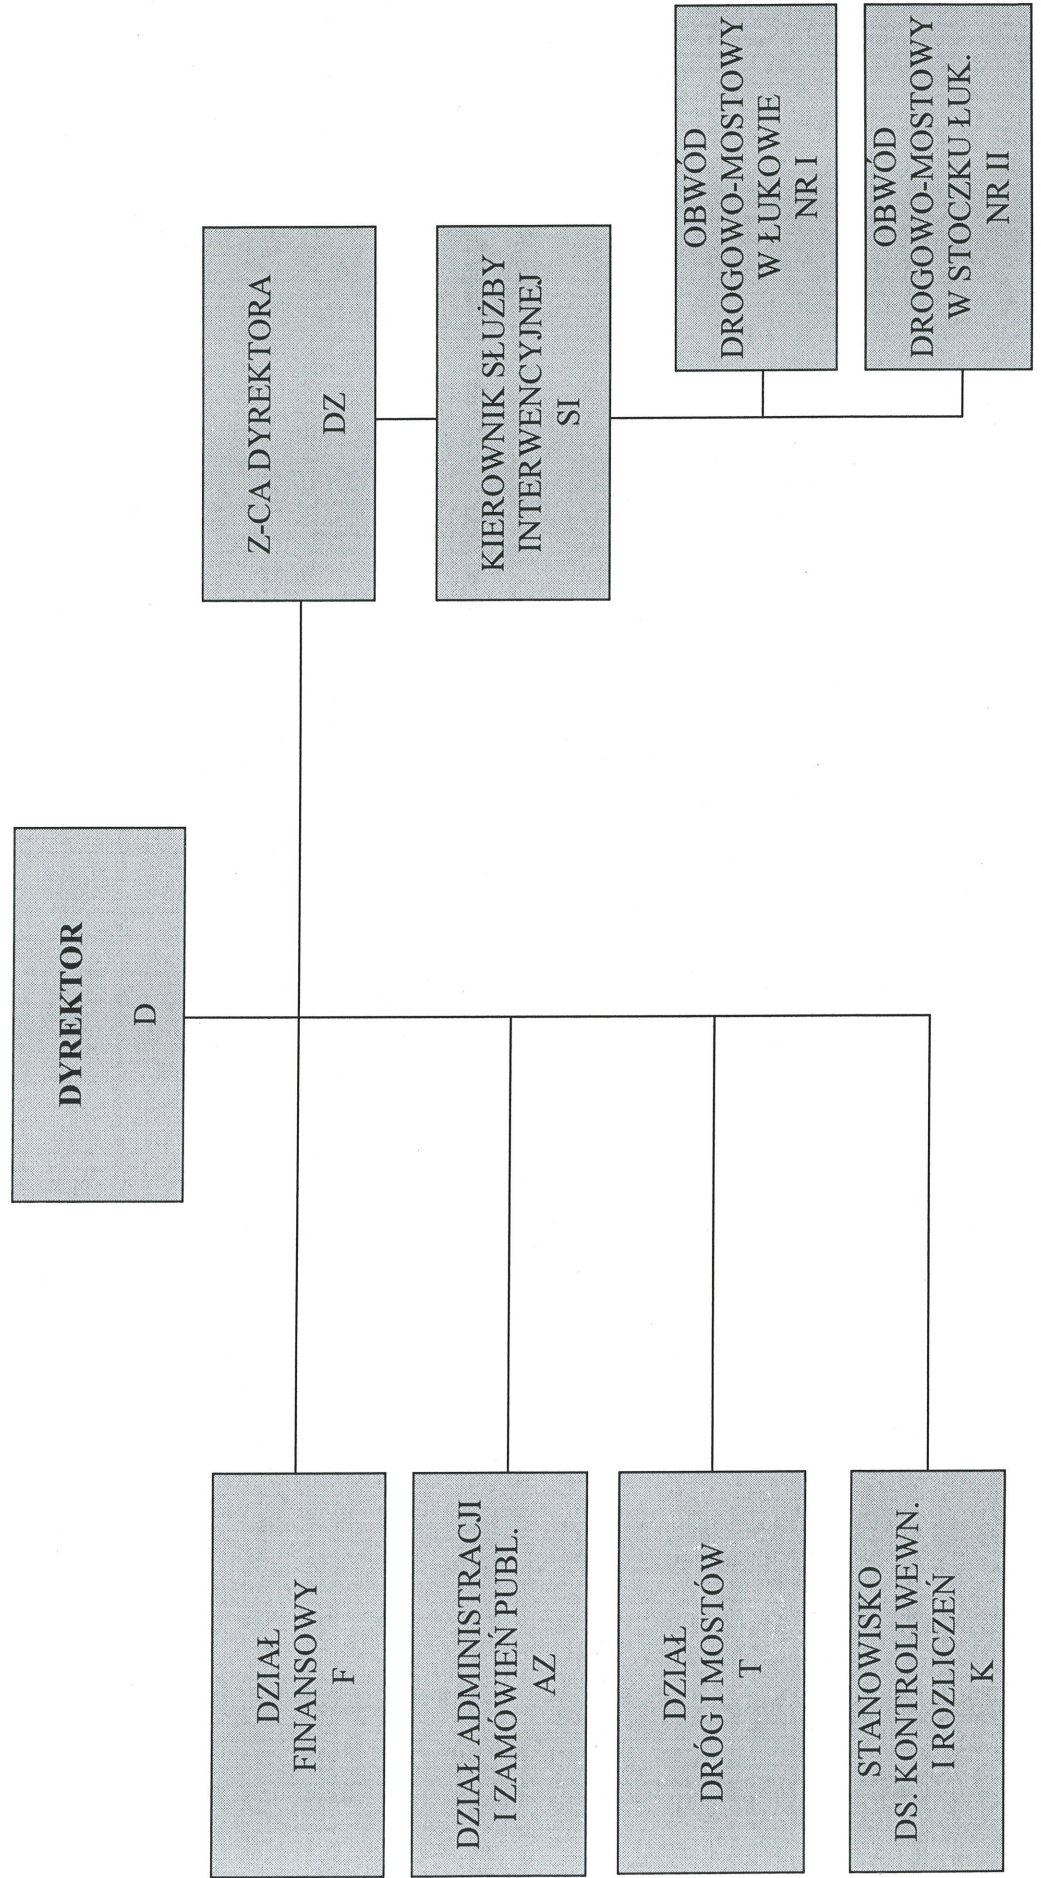 DYREKTOR
D
DZIAŁ
FINANSOWY
F
DZIAŁ ADMINISTRACJI
I ZAMÓWIEŃ PUBL.
AZ
DZIAŁ
DRÓG I MOSTÓW
T
STANOWISKO
DS. KONTROLI WEWN.
I ROZLICZEŃ
K
Z-CA DYREKTORA
DZ
KIEROWNIK SŁUŻBY
INTERWENCYJNEJ
SI
OBWÓD
DROGOWO-MOSTOWY
W ŁUKOWIE
NR I
OBWÓD
DROGOWO-MOSTOWY
W STOCZKU ŁUK.
NR II